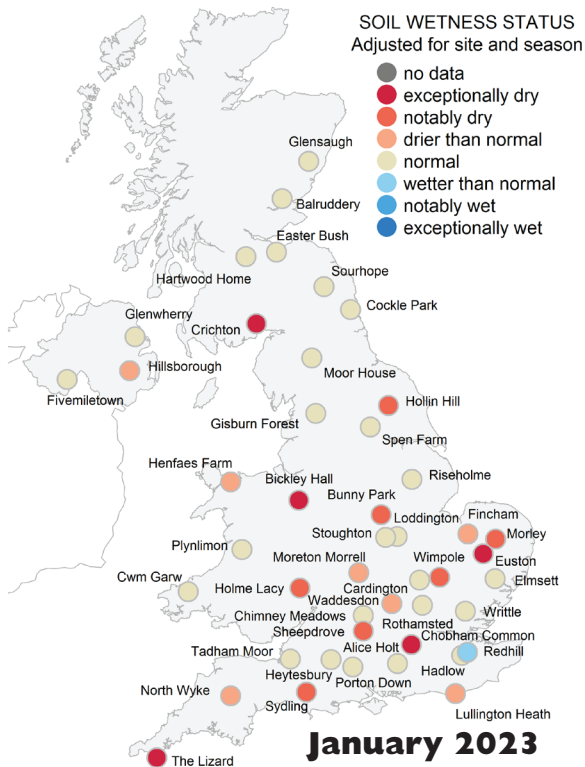 SOIL WETNESS STATUS
Adjusted for site and season
no data
exceptionally dry
notably dry
drier than normal
normal
wetter than normal
notably wet
exceptionally wet
Glensaugh
Balruddery
Easter Bush
Hartwood Home
Sourhope
Cockle Park
Glenwherry
Crichton
Hillsborough
Moor House
Fivemiletown
Hollin Hill
Gisburn Forest
Spen Farm
Henfaes Farm
Riseholme
Bickley Hall
Bunny Park
Fincham
Loddington
Morley
Stoughton
Plynlimon
Moreton Morrell
Wimpole
Euston
Cwm Garw
Elmsett
Holme Lacy
Cardington
Waddesdon
Chimney Meadows
Writtle
Rothamsted
Sheepdrove
Chobham Common
Tadham Moor
Alice Holt
Redhill
Heytesbury
Hadlow
Porton Down
North Wyke
Sydling
Lullington Heath
January 2023
The Lizard